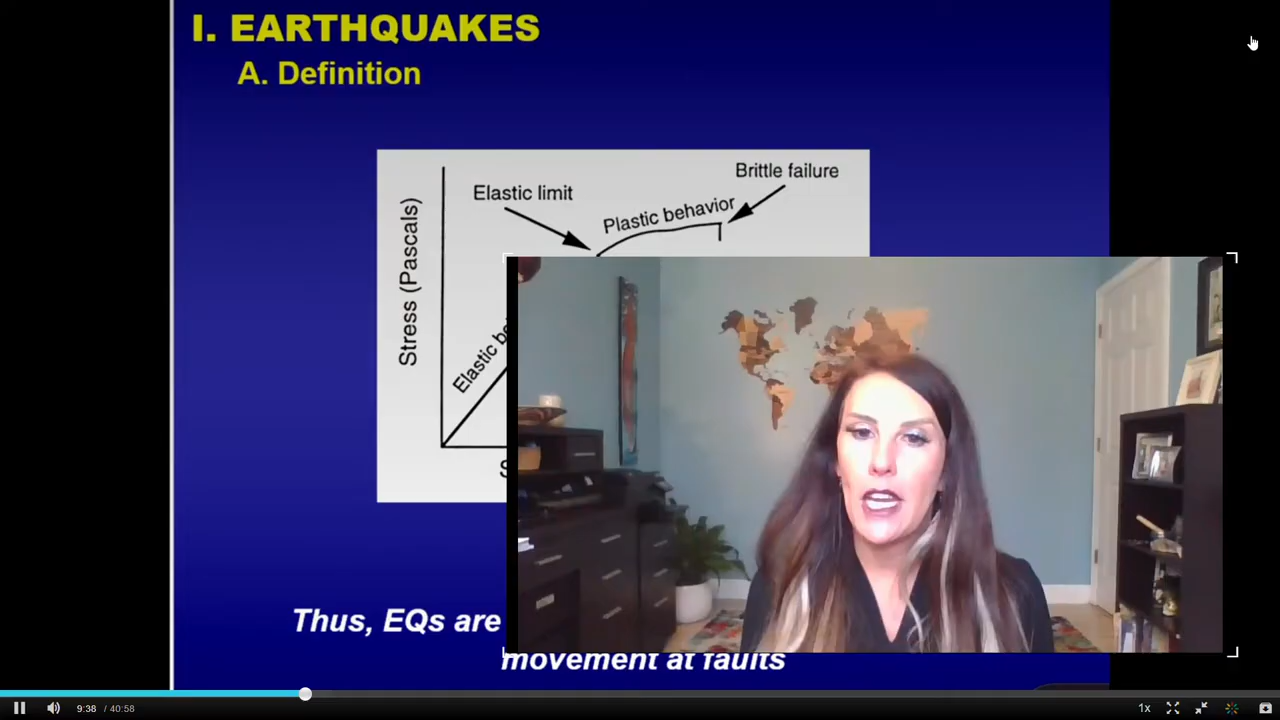 I. EARTHQUAKES
A. Definition
Brittle failure
Elastic limit
Plastic behavior
Stress (Pascals)
Elastic
Thus, EQs are
movement at faults
9:38 / 40:58
1x